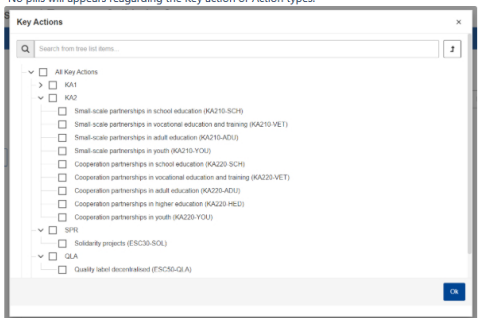 No pills will appears reagarding the key action or Action types.
Key Actions
×
Search from tree list items...
All Key Actions
KA1
KA2
Small-scale partnerships in school education (KA210-SCH)
Small-scale partnerships in vocational education and training (KA210-VET)
Small-scale partnerships in adult education (KA210-ADU)
Small-scale partnerships in youth (KA210-YOU)
Cooperation partnerships in school education (KA220-SCH)
Cooperation partnerships in vocational education and training (KA220-VET)
Cooperation partnerships in adult education (KA220-ADU)
Cooperation partnerships in higher education (KA220-HED)
Cooperation partnerships in youth (KA220-YOU)
SPR
Solidarity projects (ESC30-SOL)
QLA
Quality label decentralised (ESC50-QLA)
Ok